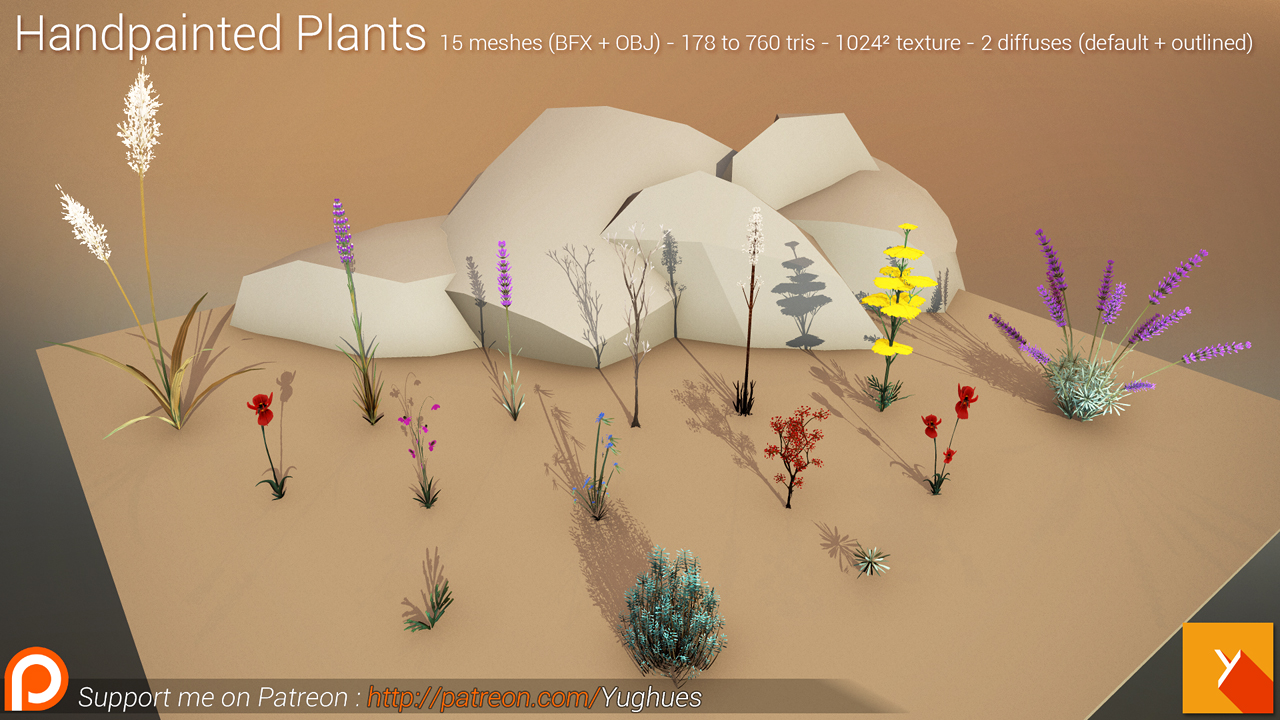 Handpainted Plants 15 meshes (BFX + OBJ) - 178 to 760 tris - 1024² texture - 2 diffuses (default + outlined)
Support me on Patreon : http://patreon.com/Yughues
Y